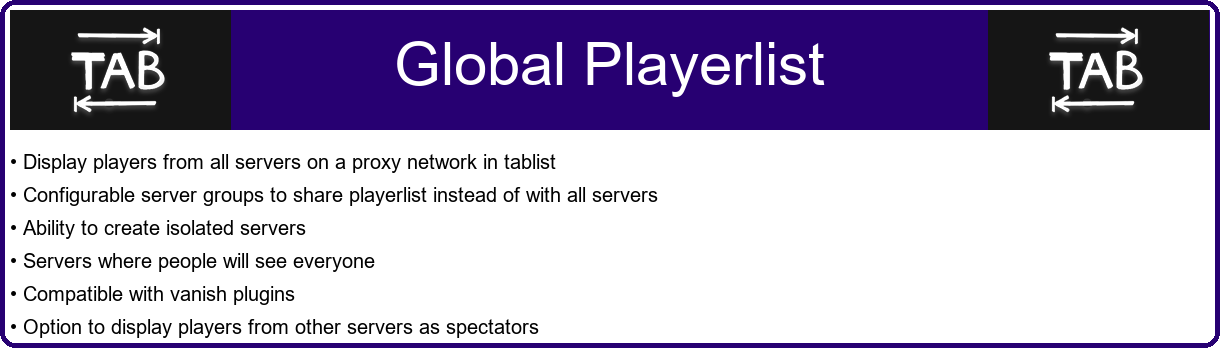 TAB
Global Playerlist
TAB
• Display players from all servers on a proxy network in tablist
• Configurable server groups to share playerlist instead of with all servers
• Ability to create isolated servers
• Servers where people will see everyone
• Compatible with vanish plugins
• Option to display players from other servers as spectators